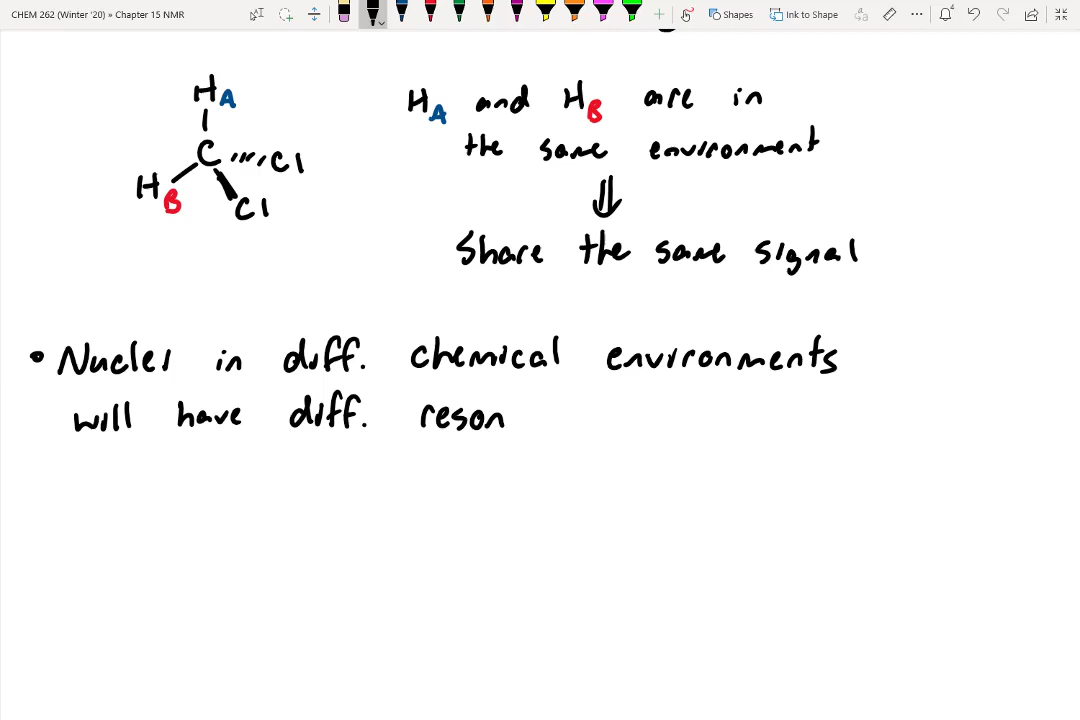 CHEM 262 (Winter '20) » Chapter 15 NMR
Shapes
Ink to Shape
4
HA
C
Cl
HB
Cl
HA and HB are in
the same environment
⇓
Share the same signal
• Nuclei in diff. chemical environments
will have diff. reson